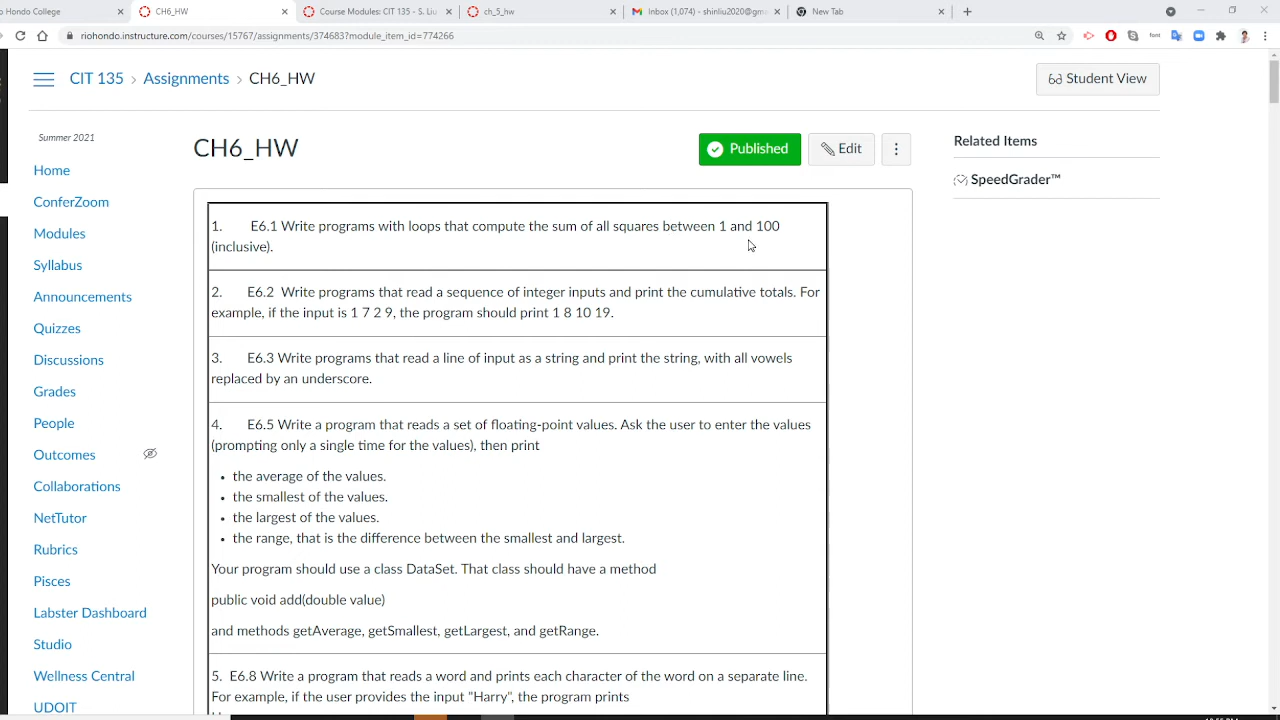 o Hondo College
CH6_HW
Course Modules: CIT 135 - S. Liu
ch_5_hw
Inbox (1,074) - shinliu2020@gma
New Tab
riohondo.instructure.com/courses/15767/assignments/374683?module_item_id=774266
CIT 135 › Assignments › CH6_HW
Student View
Summer 2021
Home
ConferZoom
Modules
Syllabus
Announcements
Quizzes
Discussions
Grades
People
Outcomes
Collaborations
NetTutor
Rubrics
Pisces
Labster Dashboard
Studio
Wellness Central
UDOIT
CH6_HW
Published
Edit
1. E6.1 Write programs with loops that compute the sum of all squares between 1 and 100
(inclusive).
2. E6.2 Write programs that read a sequence of integer inputs and print the cumulative totals. For
example, if the input is 1 7 2 9, the program should print 1 8 10 19.
3. E6.3 Write programs that read a line of input as a string and print the string, with all vowels
replaced by an underscore.
4. E6.5 Write a program that reads a set of floating-point values. Ask the user to enter the values
(prompting only a single time for the values), then print
• the average of the values.
• the smallest of the values.
• the largest of the values.
• the range, that is the difference between the smallest and largest.
Your program should use a class DataSet. That class should have a method
public void add(double value)
and methods getAverage, getSmallest, getLargest, and getRange.
5. E6.8 Write a program that reads a word and prints each character of the word on a separate line.
For example, if the user provides the input "Harry", the program prints
Related Items
SpeedGrader™